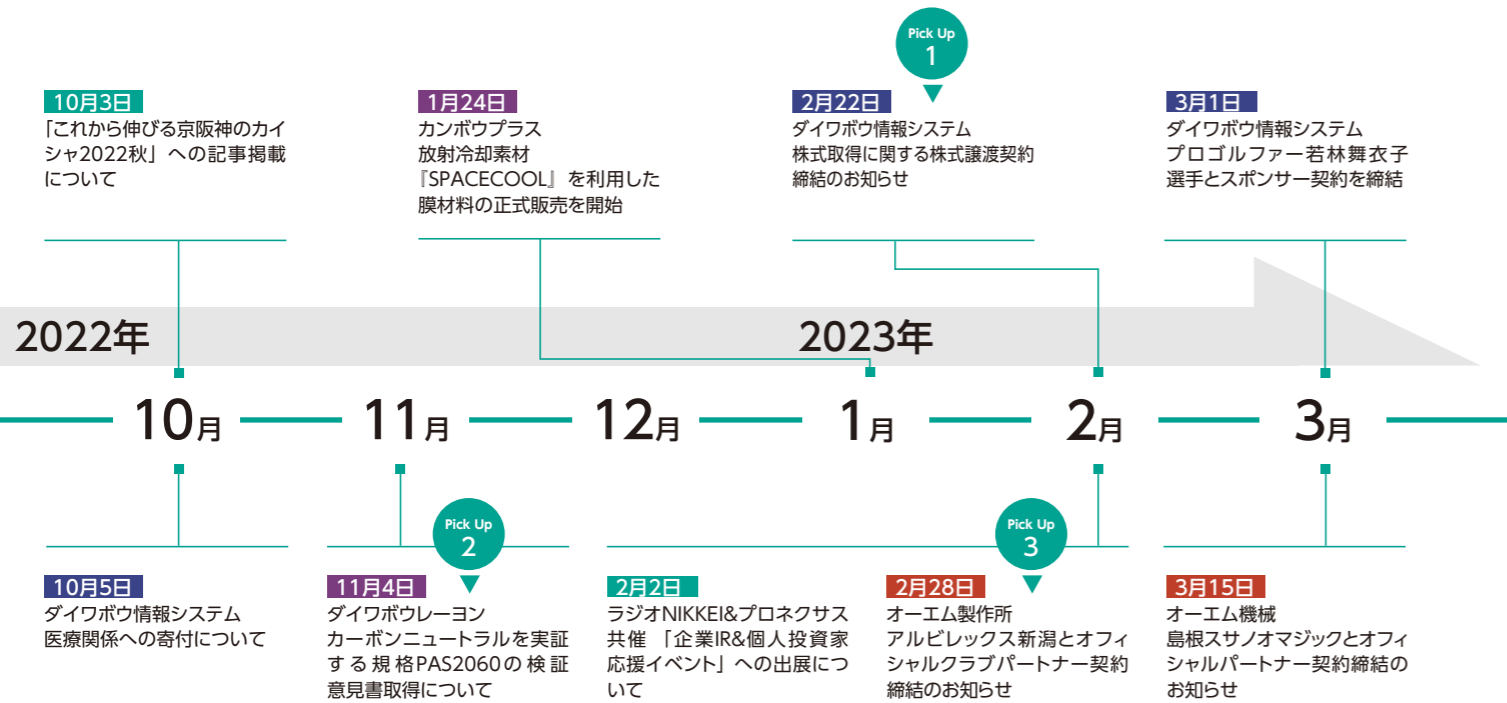 Pick Up
1
10月3日
「これから伸びる京阪神のカイ
シャ2022秋」への記事掲載
について
1月24日
カンボウプラス
放射冷却素材
『SPACECOOL』を利用した
膜材料の正式販売を開始
2月22日
ダイワボウ情報システム
株式取得に関する株式譲渡契約
締結のお知らせ
3月1日
ダイワボウ情報システム
プロゴルファー若林舞衣子
選手とスポンサー契約を締結
2022年
2023年
10月
11月
12月
1月
2月
3月
Pick Up
2
Pick Up
3
10月5日
ダイワボウ情報システム
医療関係への寄付について
11月4日
ダイワボウレーヨン
カーボンニュートラルを実証
する規格PAS2060の検証
意見書取得について
2月2日
ラジオNIKKEI&プロネクサス
共催 「企業IR&個人投資家
応援イベント」への出展につ
いて
2月28日
オーエム製作所
アルビレックス新潟とオフィ
シャルクラブパートナー契約
締結のお知らせ
3月15日
オーエム機械
島根スサノオマジックとオフィ
シャルパートナー契約締結の
お知らせ